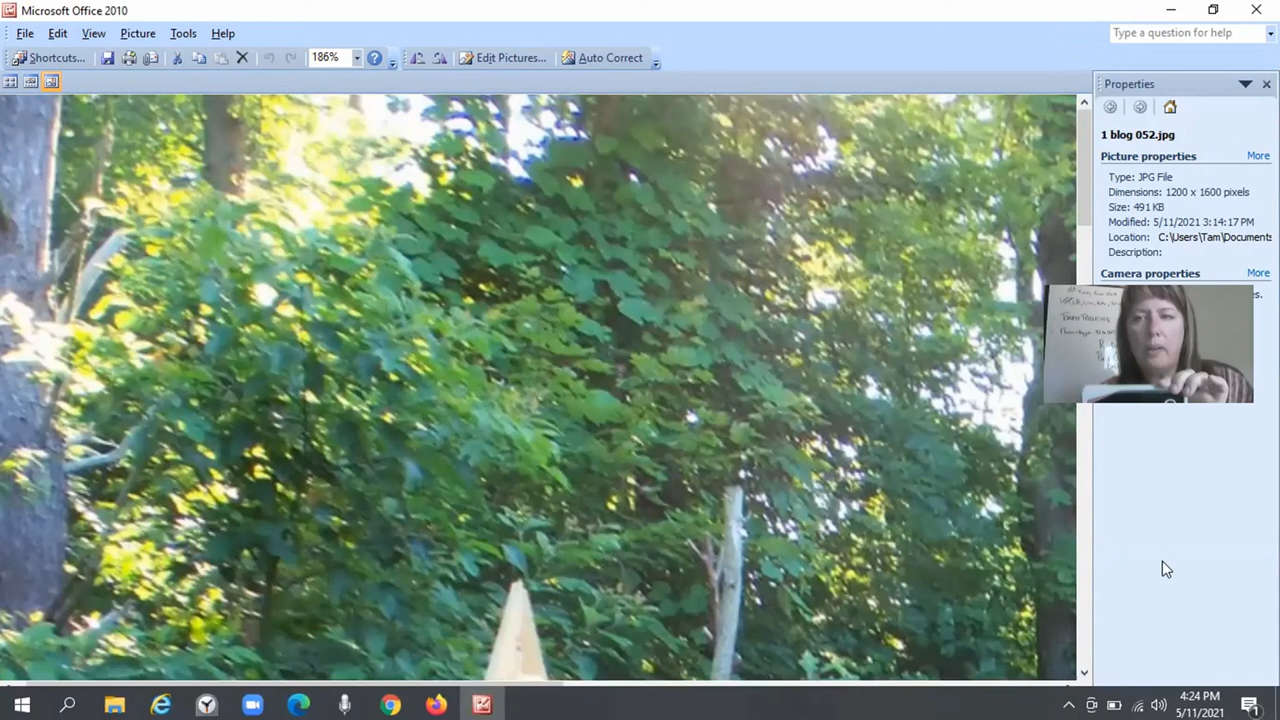 Microsoft Office 2010
File Edit View Picture Tools Help
Type a question for help
Shortcuts... 186% Edit Pictures... Auto Correct
Properties
1 blog 052.jpg
Picture properties More
Type: JPG File
Dimensions: 1200 x 1600 pixels
Size: 491 KB
Modified: 5/11/2021 3:14:17 PM
Location: C:\Users\Tam\Documents
Description:
Camera properties More
4:24 PM
5/11/2021
1